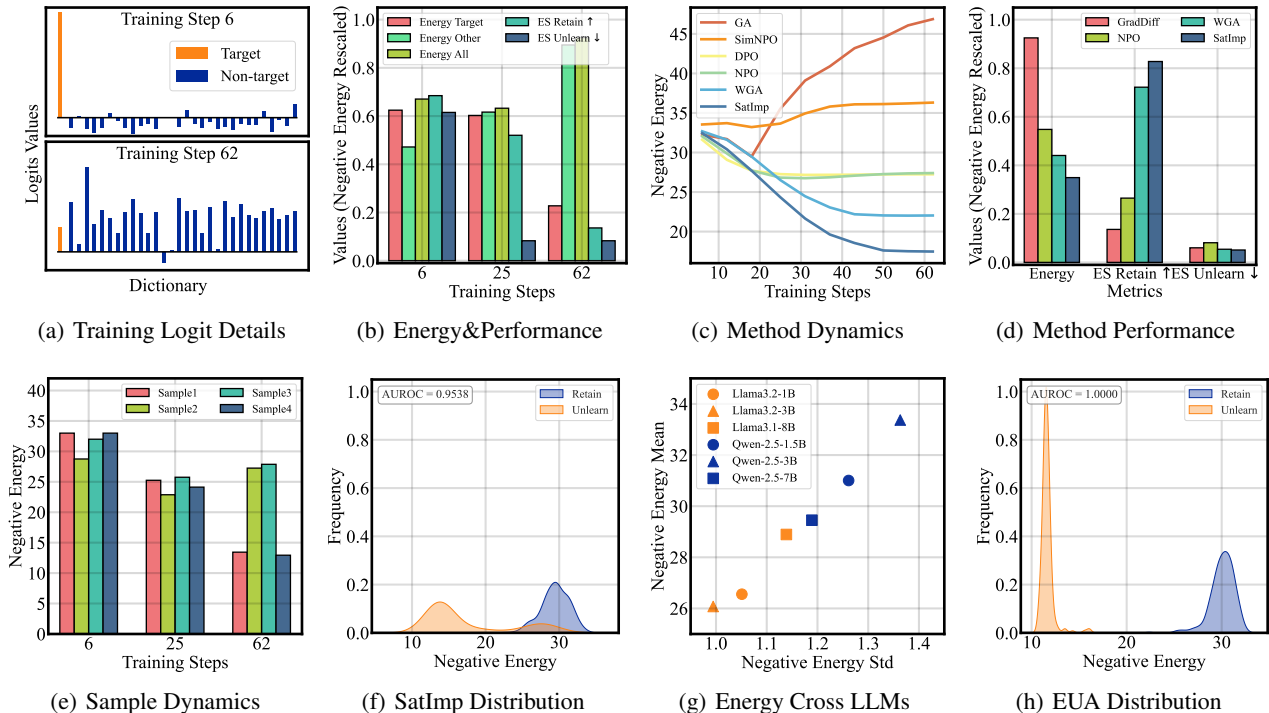 Training Step 6
Target
Non-target
Training Step 62
Logits Values
Dictionary
(a) Training Logit Details
Values (Negative Energy Rescaled)
1.0
0.8
0.6
0.4
0.2
0.0
Energy Target
Energy Other
Energy All
ES Retain ↑
ES Unlearn ↓
6
25
62
Training Steps
(b) Energy&Performance
Negative Energy
45
40
35
30
25
20
GA
SimNPO
DPO
NPO
WGA
SatImp
10
20
30
40
50
60
Training Steps
(c) Method Dynamics
Values (Negative Energy Rescaled)
1.0
0.8
0.6
0.4
0.2
0.0
GradDiff
NPO
WGA
SatImp
Energy
ES Retain ↑
ES Unlearn ↓
Metrics
(d) Method Performance
Negative Energy
40
35
30
25
20
15
10
5
0
Sample1
Sample2
Sample3
Sample4
6
25
62
Training Steps
(e) Sample Dynamics
Frequency
1.0
0.8
0.6
0.4
0.2
0.0
AUROC = 0.9538
Retain
Unlearn
10
20
30
Negative Energy
(f) SatImp Distribution
Negative Energy Mean
34
32
30
28
26
Llama3.2-1B
Llama3.2-3B
Llama3.1-8B
Qwen-2.5-1.5B
Qwen-2.5-3B
Qwen-2.5-7B
1.0
1.1
1.2
1.3
1.4
Negative Energy Std
(g) Energy Cross LLMs
Frequency
1.0
0.8
0.6
0.4
0.2
0.0
AUROC = 1.0000
Retain
Unlearn
10
20
30
Negative Energy
(h) EUA Distribution